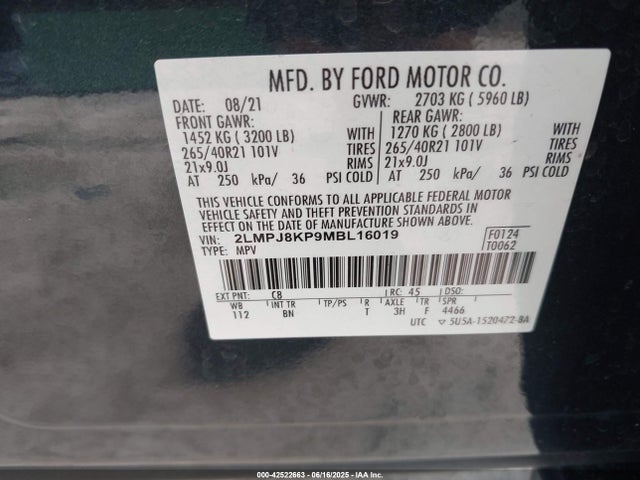 MFD. BY FORD MOTOR CO.
DATE: 08/21 GVWR: 2703 KG ( 5960 LB)
FRONT GAWR: REAR GAWR:
1452 KG ( 3200 LB) 1270 KG ( 2800 LB)
265/40R21 101V TIRES 265/40R21 101V TIRES
21x9.0J RIMS 21x9.0J RIMS
AT 250 kPa/ 36 PSI COLD AT 250 kPa/ 36 PSI COLD
THIS VEHICLE CONFORMS TO ALL APPLICABLE FEDERAL MOTOR
VEHICLE SAFETY AND THEFT PREVENTION STANDARDS IN
EFFECT ON THE DATE OF MANUFACTURE SHOWN ABOVE.
VIN: 2LMPJ8KP9MBL16019 F0124
TYPE: MPV T0062
EXT PNT: C8 RC: 45 DSO:
WB INT TR TP/PS R AXLE TR SPR
112 BN T 3H F 4466
UTC ▽ 5U5A-1520472-BA
000-42522663 - 06/16/2025 - IAA Inc.